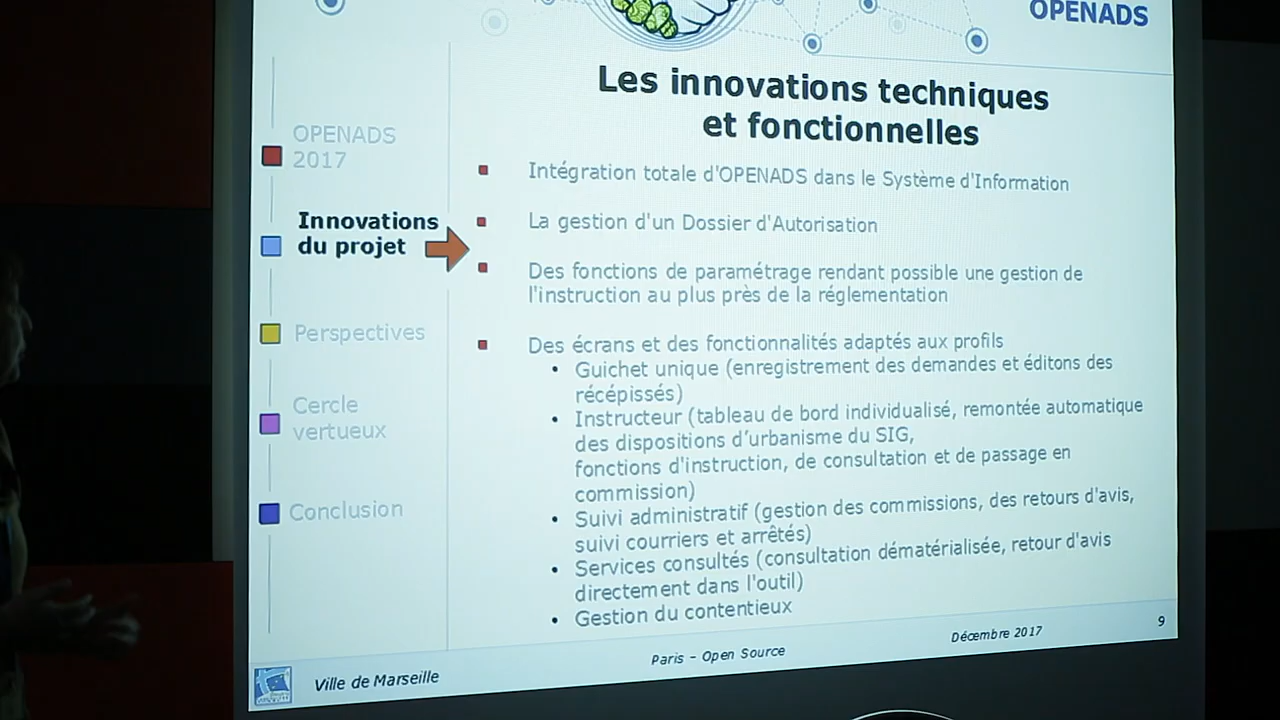 OPENADS
Les innovations techniques
et fonctionnelles
OPENADS
2017
Innovations
du projet
Perspectives
Cercle
vertueux
Conclusion
Intégration totale d'OPENADS dans le Système d'Information
La gestion d'un Dossier d'Autorisation
Des fonctions de paramétrage rendant possible une gestion de
l'instruction au plus près de la réglementation
Des écrans et des fonctionnalités adaptés aux profils
• Guichet unique (enregistrement des demandes et éditons des
récépissés)
• Instructeur (tableau de bord individualisé, remontée automatique
des dispositions d’urbanisme du SIG,
fonctions d'instruction, de consultation et de passage en
commission)
• Suivi administratif (gestion des commissions, des retours d'avis,
suivi courriers et arrêtés)
• Services consultés (consultation dématérialisée, retour d'avis
directement dans l'outil)
• Gestion du contentieux
Ville de Marseille
Paris – Open Source
Décembre 2017
9